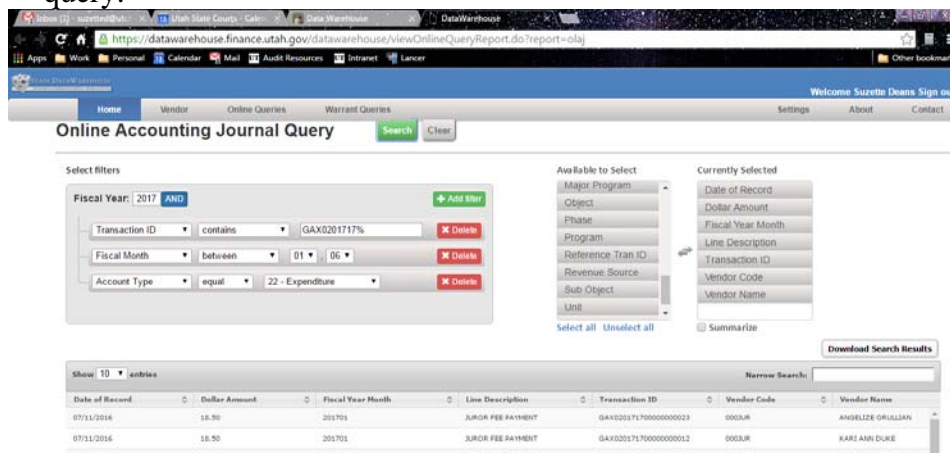 query.
Inbox (1) - suzetted@utc
Utah State Courts - Calen
Data Warehouse
DataWarehouse
https://datawarehouse.finance.utah.gov/datawarehouse/viewOnlineQueryReport.do?report=olaj
Apps Work Personal Calendar Mail Audit Resources Intranet Lancer Other bookmar
Welcome Suzette Deans Sign ou
Home Vendor Online Queries Warrant Queries Settings About Contact
Online Accounting Journal Query Search Clear
Select filters Available to Select Currently Selected
Fiscal Year: 2017 AND Add filter
Transaction ID contains GAX0201717% Delete
Fiscal Month between 01 , 06 Delete
Account Type equal 22 - Expenditure Delete
Major Program
Object
Phase
Program
Reference Tran ID
Revenue Source
Sub Object
Unit
Select all Unselect all
Date of Record
Dollar Amount
Fiscal Year Month
Line Description
Transaction ID
Vendor Code
Vendor Name
Summarize
Download Search Results
Show 10 entries Narrow Search:
Date of Record Dollar Amount Fiscal Year Month Line Description Transaction ID Vendor Code Vendor Name
07/11/2016 18.50 201701 JUROR FEE PAYMENT GAX020171700000000023 000JUR ANGELIZE ORULLIAN
07/11/2016 18.50 201701 JUROR FEE PAYMENT GAX020171700000000012 000JUR KARI ANN DUKE